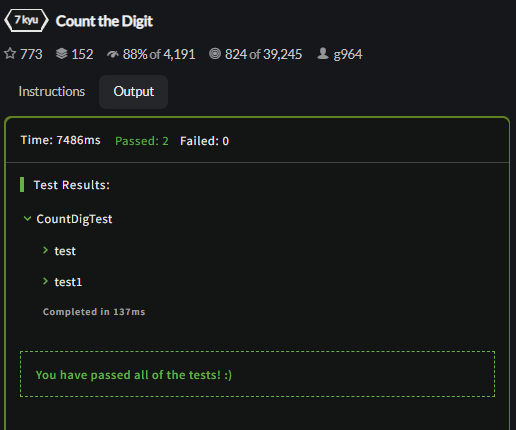 7 kyu Count the Digit
773 152 88% of 4,191 824 of 39,245 g964
Instructions Output
Time: 7486ms Passed: 2 Failed: 0
Test Results:
CountDigTest
test
test1
Completed in 137ms
You have passed all of the tests! :)